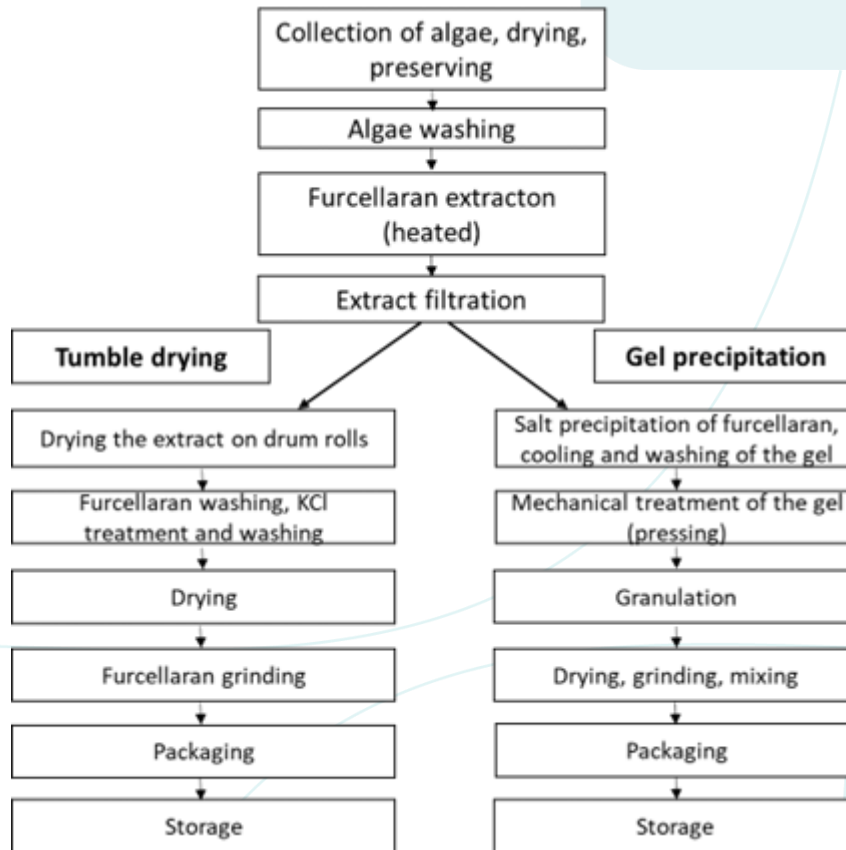 Collection of algae, drying,
preserving
Algae washing
Furcellaran extracton
(heated)
Extract filtration
Tumble drying
Drying the extract on drum rolls
Furcellaran washing, KCl
treatment and washing
Drying
Furcellaran grinding
Packaging
Storage
Gel precipitation
Salt precipitation of furcellaran,
cooling and washing of the gel
Mechanical treatment of the gel
(pressing)
Granulation
Drying, grinding, mixing
Packaging
Storage